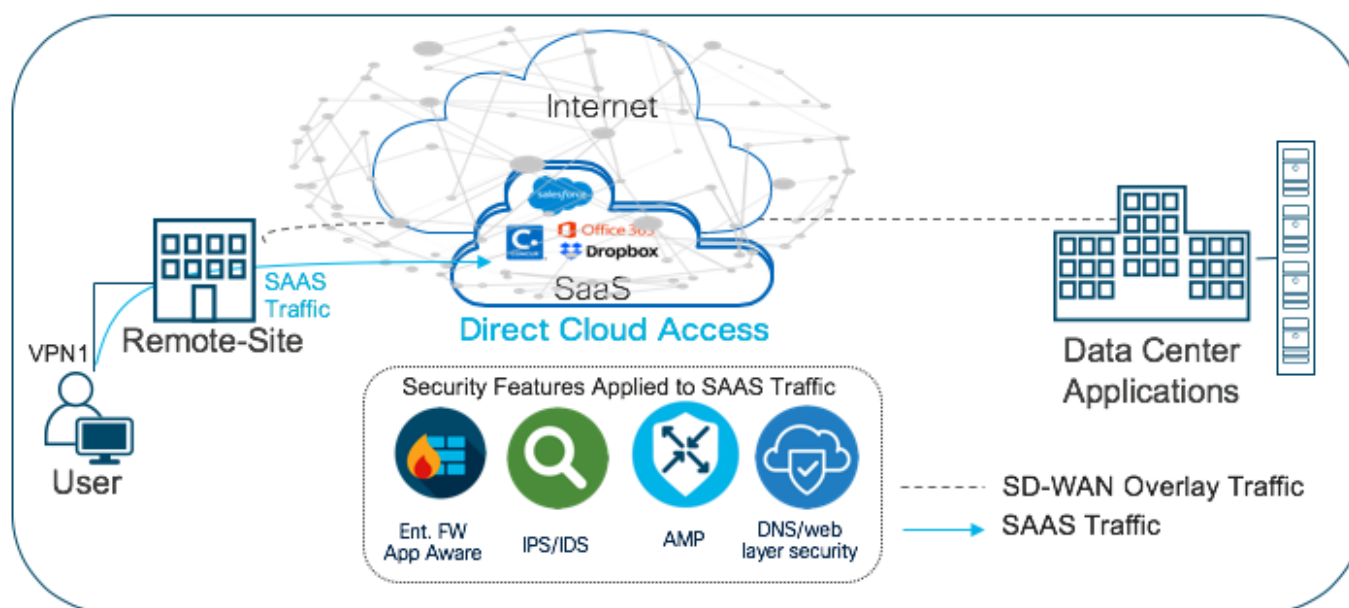 Internet
salesforce
C.
CONCUR
Office 365
Dropbox
SaaS
SAAS
Traffic
Direct Cloud Access
Remote-Site
VPN1
User
Data Center
Applications
Security Features Applied to SAAS Traffic
Ent. FW
App Aware
IPS/IDS
AMP
DNS/web
layer security
SD-WAN Overlay Traffic
SAAS Traffic